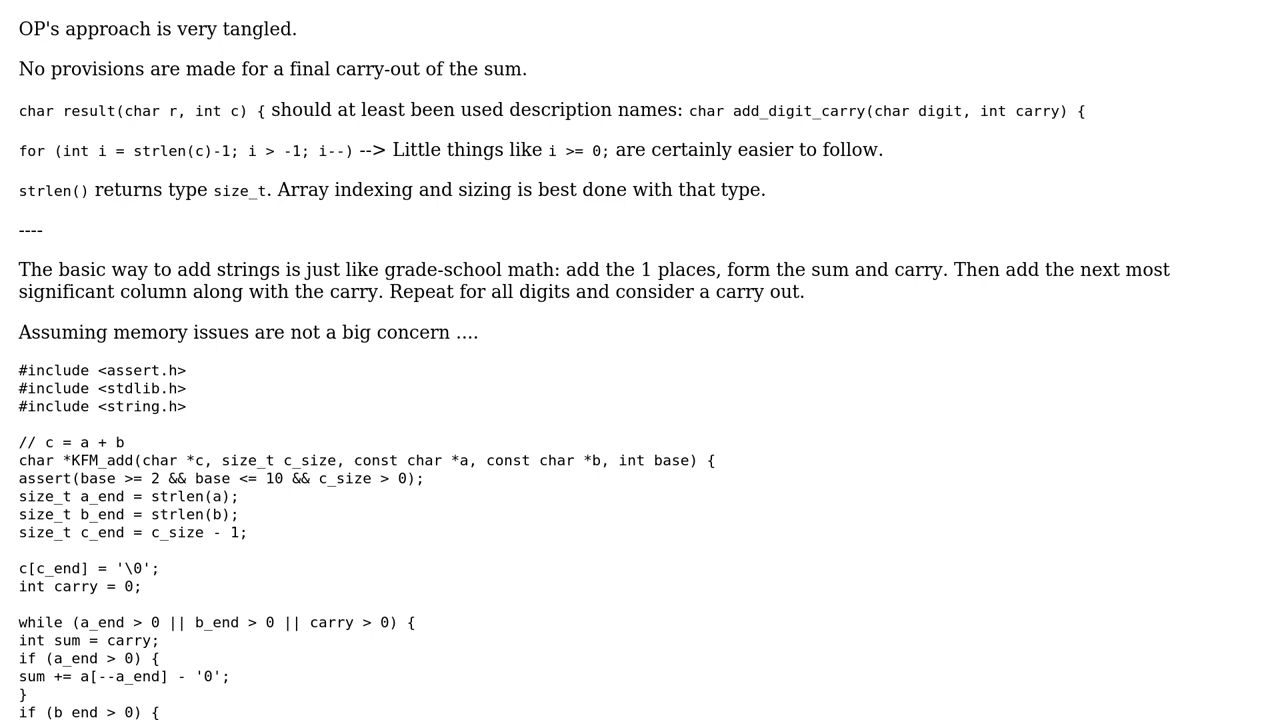 OP's approach is very tangled.
No provisions are made for a final carry-out of the sum.
char result(char r, int c) { should at least been used description names: char add_digit_carry(char digit, int carry) {
for (int i = strlen(c)-1; i > -1; i--) --> Little things like i >= 0; are certainly easier to follow.
strlen() returns type size_t. Array indexing and sizing is best done with that type.
----
The basic way to add strings is just like grade-school math: add the 1 places, form the sum and carry. Then add the next most
significant column along with the carry. Repeat for all digits and consider a carry out.
Assuming memory issues are not a big concern ....
#include <assert.h>
#include <stdlib.h>
#include <string.h>
// c = a + b
char *KFM_add(char *c, size_t c_size, const char *a, const char *b, int base) {
assert(base >= 2 && base <= 10 && c_size > 0);
size_t a_end = strlen(a);
size_t b_end = strlen(b);
size_t c_end = c_size - 1;
c[c_end] = '\0';
int carry = 0;
while (a_end > 0 || b_end > 0 || carry > 0) {
int sum = carry;
if (a_end > 0) {
sum += a[--a_end] - '0';
}
if (b_end > 0) {